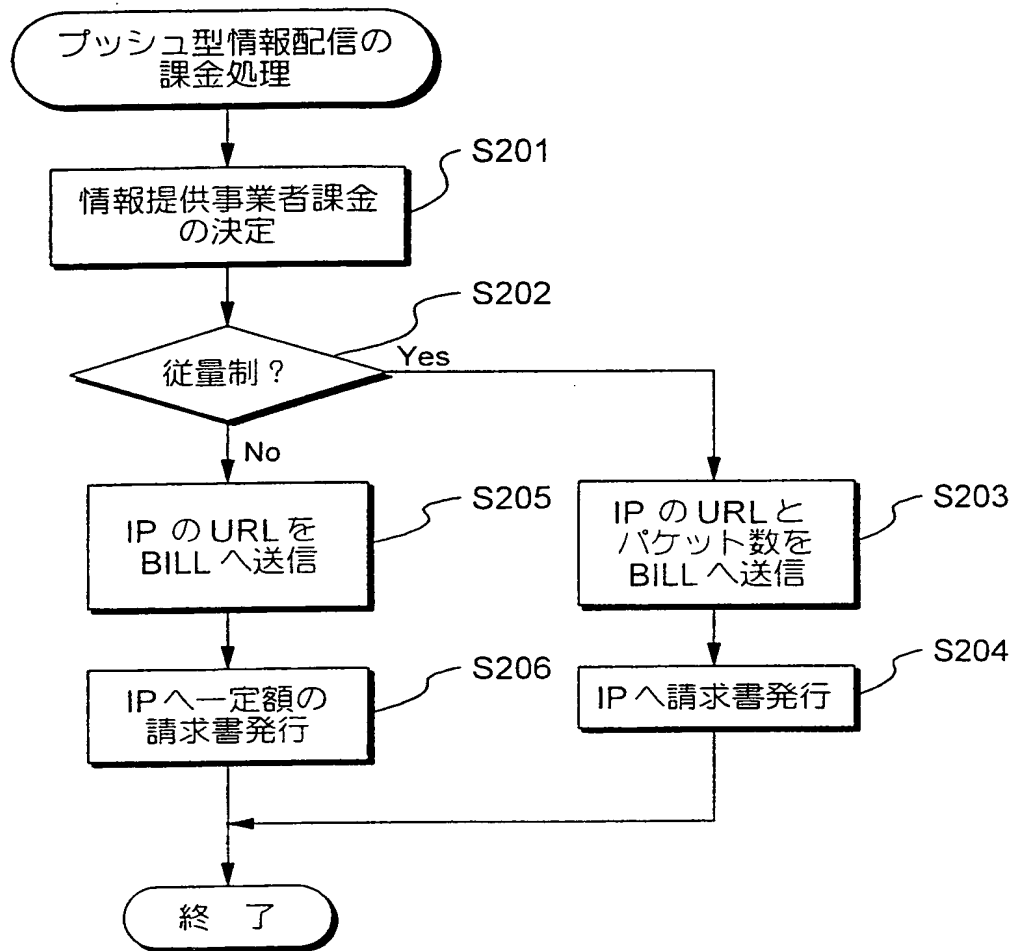 プッシュ型情報配信の
課金処理
S201
情報提供事業者課金
の決定
S202
従量制?
Yes
No
S205
IP のURLを
BILLへ送信
S203
IP のURLと
パケット数を
BILLへ送信
S206
IPへ一定額の
請求書発行
S204
IPへ請求書発行
終 了